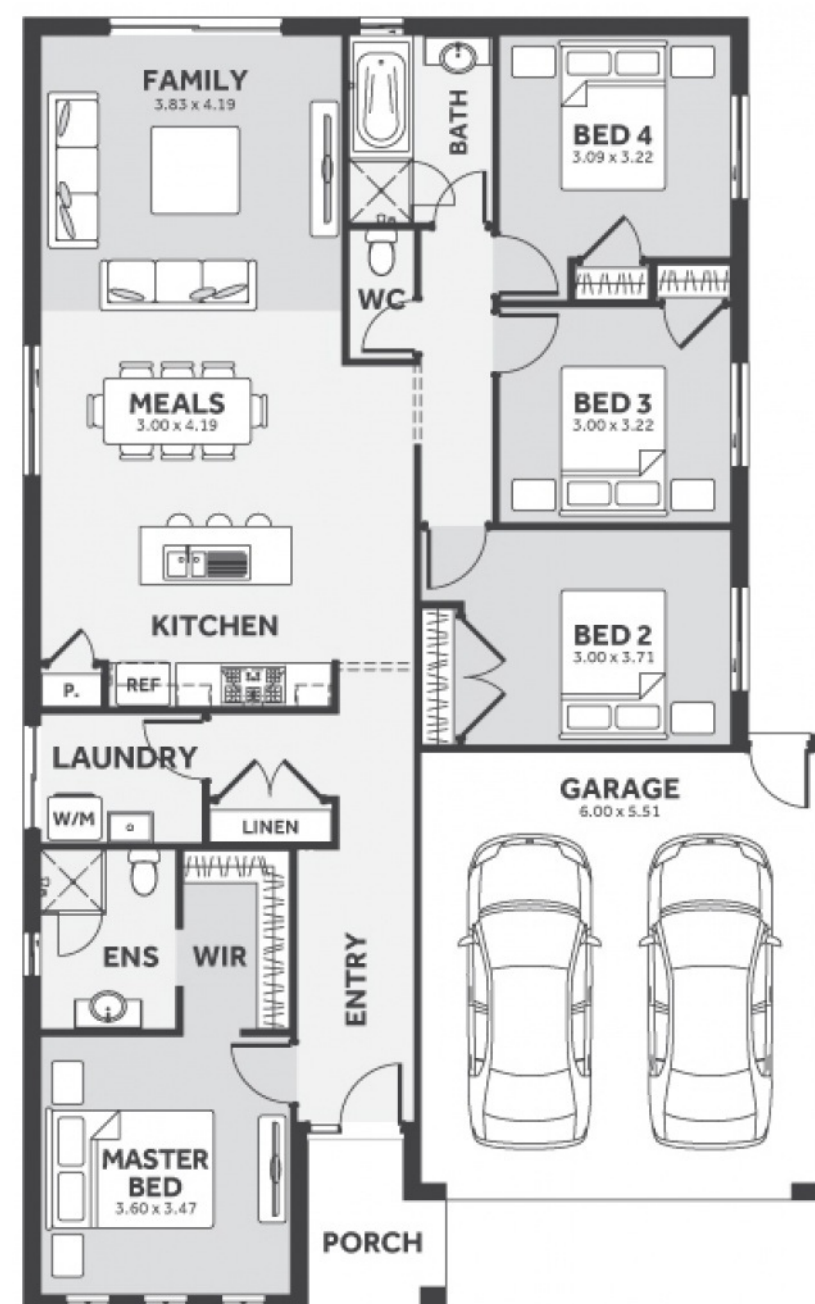 FAMILY
3.83 x 4.19
BATH
BED 4
3.09 x 3.22
WC
MEALS
3.00 x 4.19
BED 3
3.00 x 3.22
KITCHEN
BED 2
3.00 x 3.71
P.
REF
LAUNDRY
W/M
LINEN
GARAGE
6.00 x 5.51
ENS
WIR
ENTRY
MASTER
BED
3.60 x 3.47
PORCH